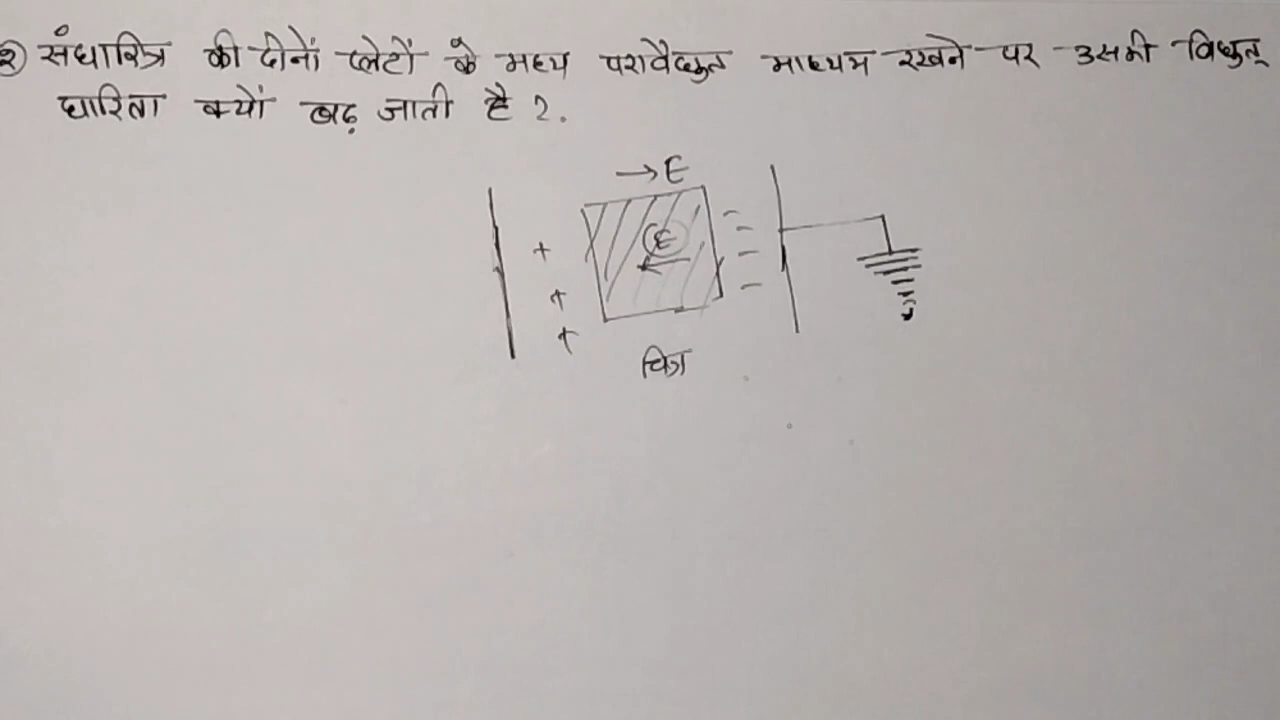 2) संधारित्र की दोनों प्लेटों के मध्य परावैद्युत माध्यम रखने पर उसकी विद्युत्
धारिता क्यों बढ़ जाती है ?.
→ E
+ E - - - -
+
+
चित्र